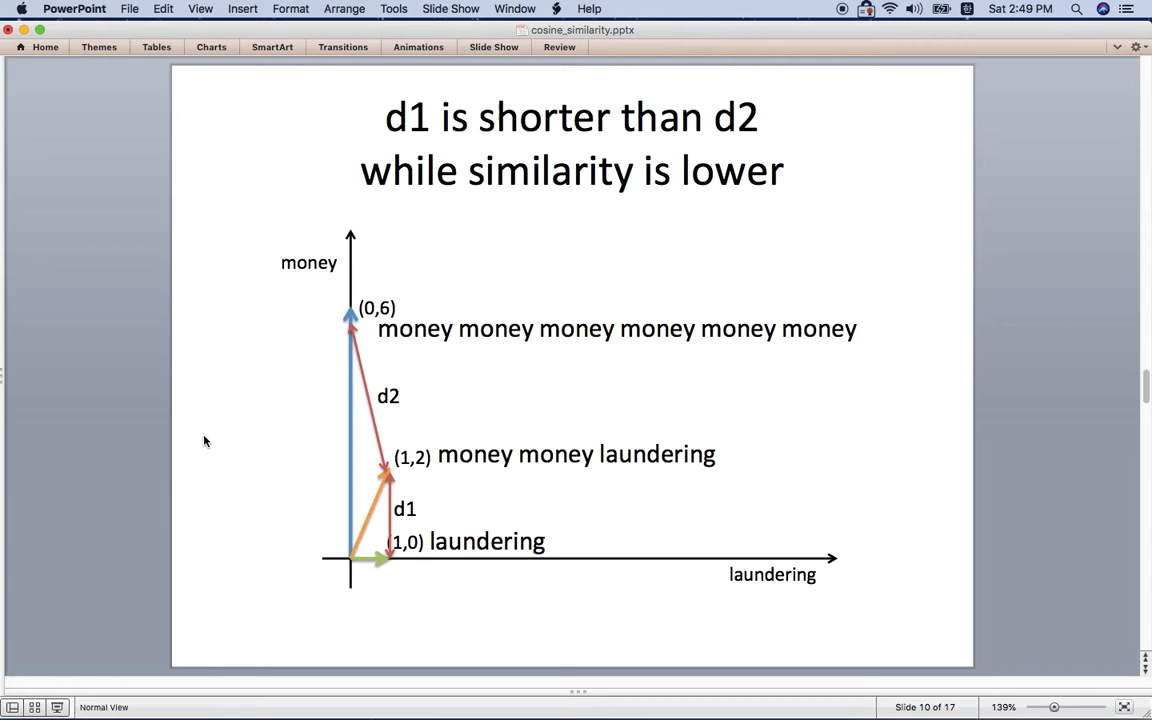 PowerPoint File Edit View Insert Format Arrange Tools Slide Show Window Help Sat 2:49 PM
cosine_similarity.pptx
Home Themes Tables Charts SmartArt Transitions Animations Slide Show Review
d1 is shorter than d2
while similarity is lower
money
(0,6)
money money money money money money
d2
(1,2) money money laundering
d1
(1,0) laundering
laundering
Normal View Slide 10 of 17 139%